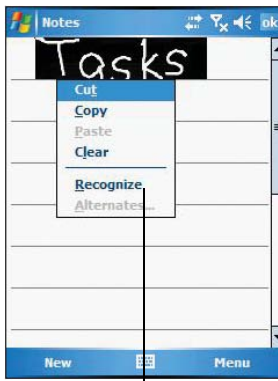 Notes ok
Tasks
Cut
Copy
Paste
Clear
Recognize
Alternates...
New Menu